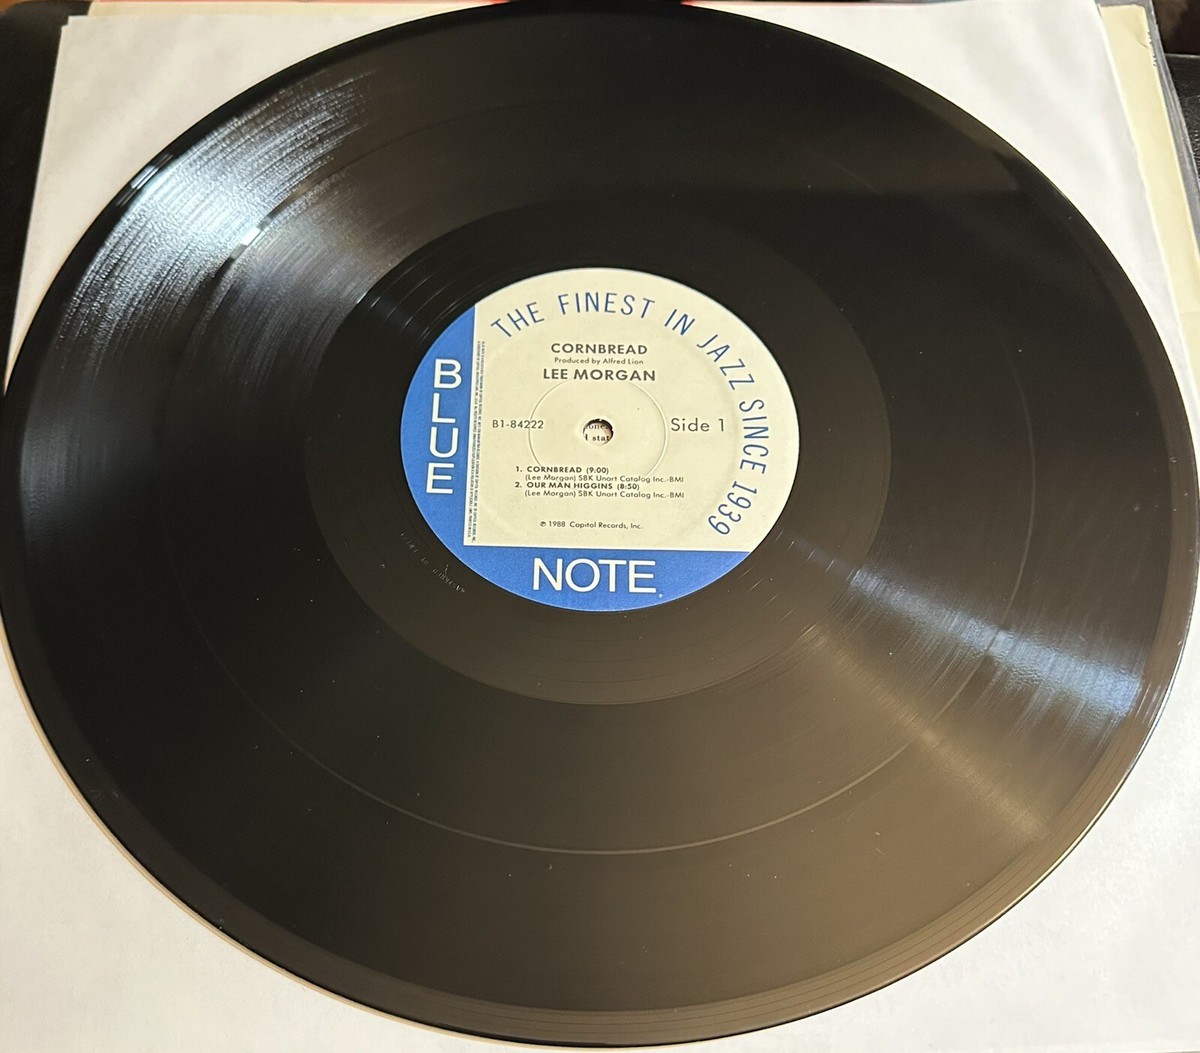 THE FINEST IN JAZZ SINCE 1939
CORNBREAD
Produced by Alfred Lion
LEE MORGAN
B1-84222
Side 1
1. CORNBREAD (9:00)
(Lee Morgan) SBK Unart Catalog Inc.-BMI
2. OUR MAN HIGGINS (8:50)
(Lee Morgan) SBK Unart Catalog Inc.-BMI
℗ 1988 Capitol Records, Inc.
BLUE
NOTE